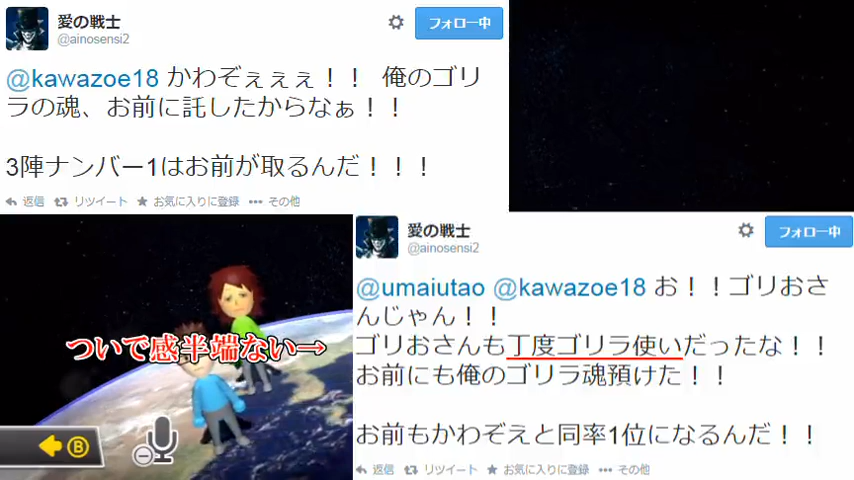 愛の戦士
@ainosensi2
フォロー中
@kawazoe18 かわぞぇぇぇ！！ 俺のゴリ
ラの魂、お前に託したからなぁ！！
3陣ナンバー1はお前が取るんだ！！！
返信 リツイート お気に入りに登録 その他
愛の戦士
@ainosensi2
フォロー中
@umaiutao @kawazoe18 お！！ゴリおさ
んじゃん！！
ゴリおさんも丁度ゴリラ使いだったな！！
お前にも俺のゴリラ魂預けた！！
お前もかわぞえと同率1位になるんだ！！
返信 リツイート お気に入りに登録 その他
ついで感半端ない→
B